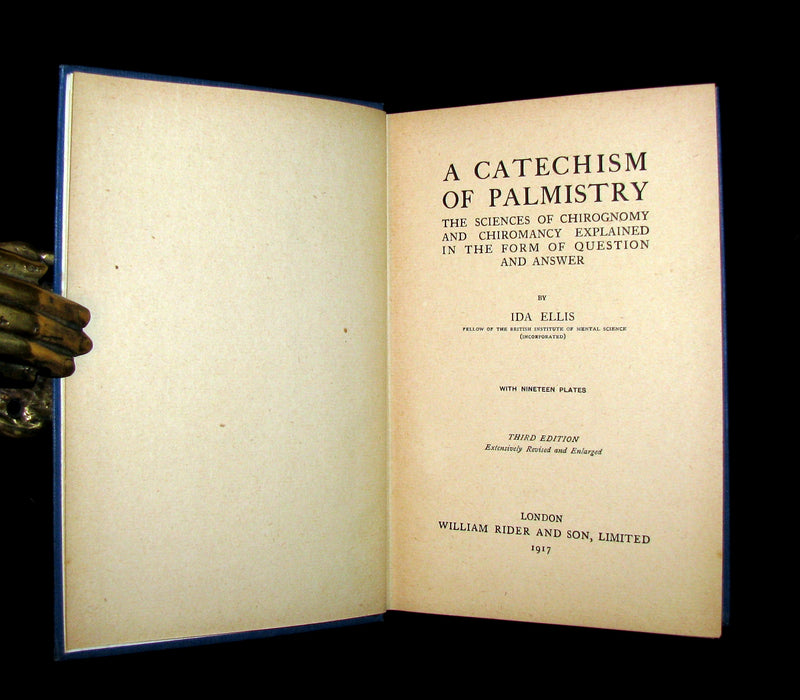 A CATECHISM
OF PALMISTRY
THE SCIENCES OF CHIROGNOMY
AND CHIROMANCY EXPLAINED
IN THE FORM OF QUESTION
AND ANSWER
BY
IDA ELLIS
FELLOW OF THE BRITISH INSTITUTE OF MENTAL SCIENCE
(INCORPORATED)
WITH NINETEEN PLATES
THIRD EDITION
Extensively Revised and Enlarged
LONDON
WILLIAM RIDER AND SON, LIMITED
1917